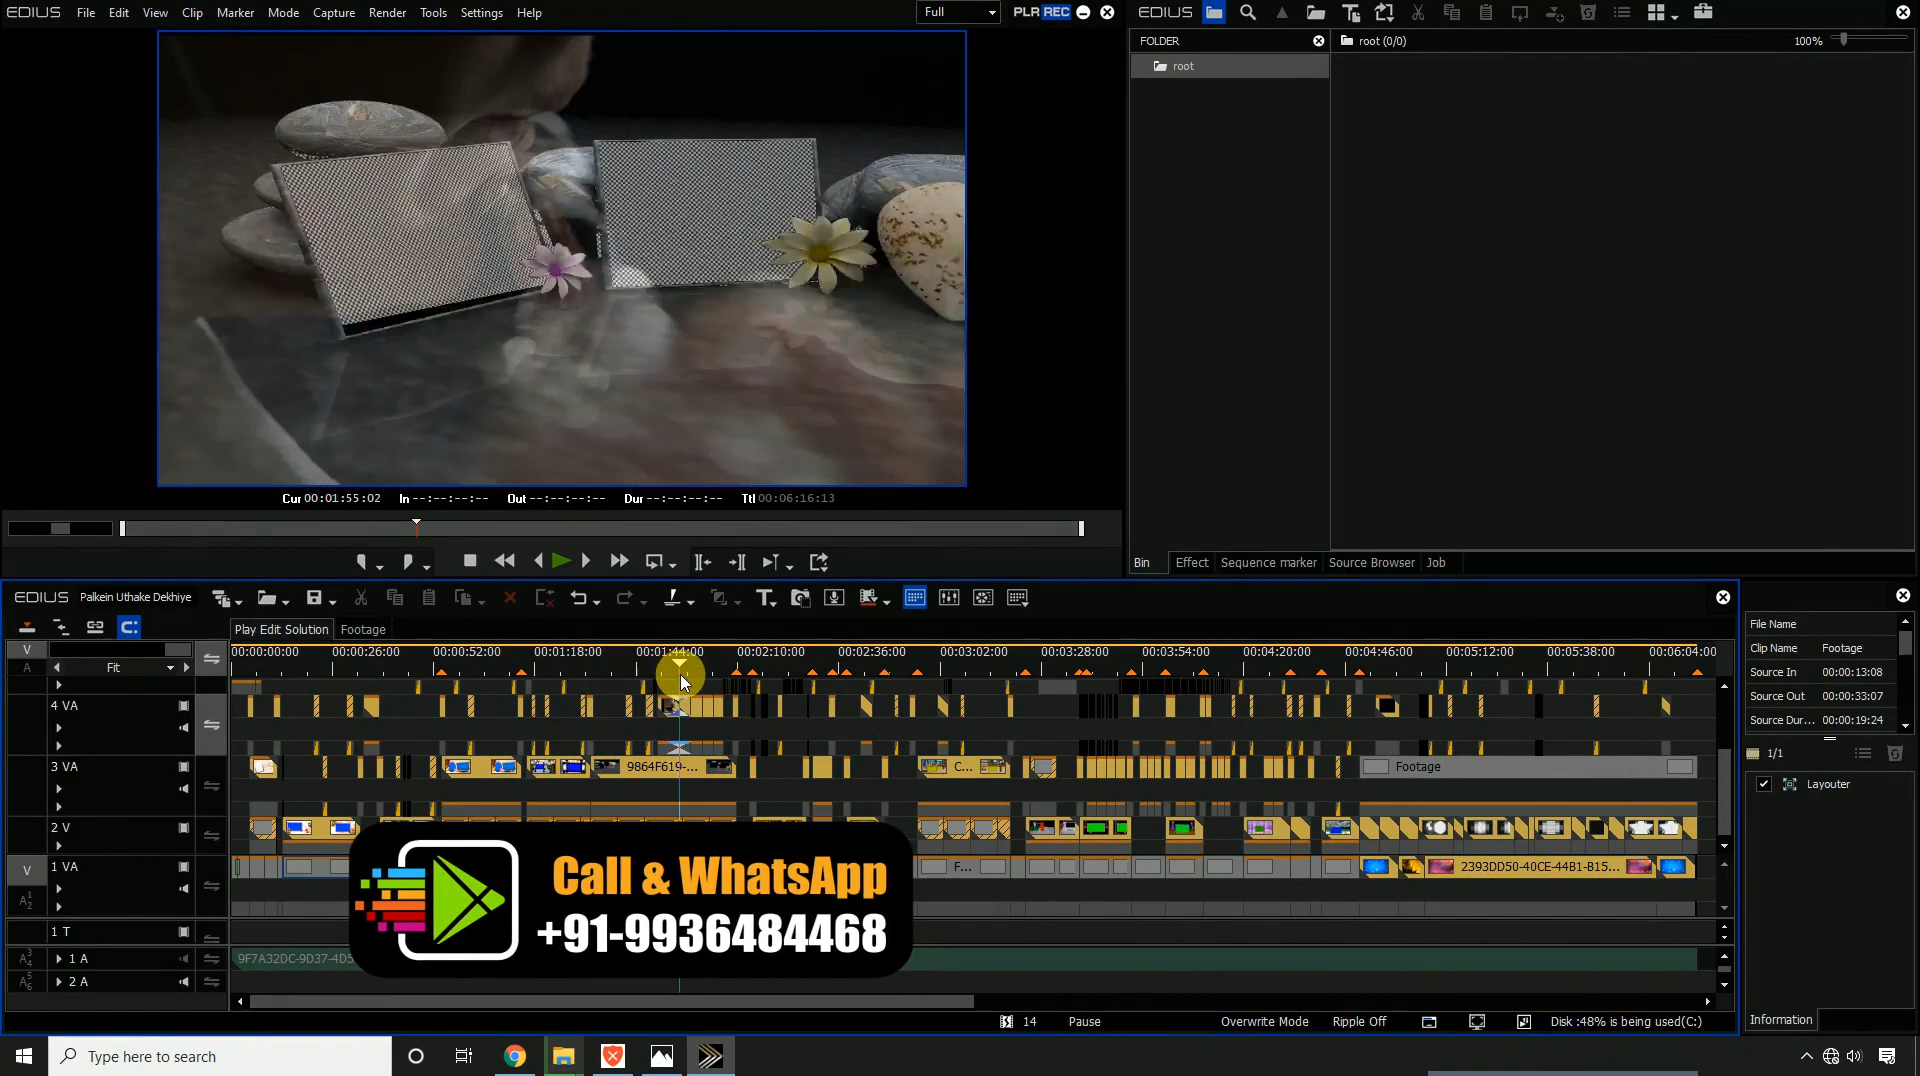 EDIUS File Edit View Clip Marker Mode Capture Render Tools Settings Help
Full
PLR REC
EDIUS
FOLDER
root (0/0)
100%
root
Cur 00:01:55:02 In --:--:--:-- Out --:--:--:-- Dur --:--:--:-- Ttl 00:06:16:13
Bin Effect Sequence marker Source Browser Job
EDIUS Palkein Uthake Dekhiye
Play Edit Solution Footage
V
A
Fit
00:00:00:00 00:00:26:00 00:00:52:00 00:01:18:00 00:01:44:00 00:02:10:00 00:02:36:00 00:03:02:00 00:03:28:00 00:03:54:00 00:04:20:00 00:04:46:00 00:05:12:00 00:05:38:00 00:06:04:00
4 VA
3 VA
9864F619-...
C...
Footage
2 V
V
1 VA
F...
2393DD50-40CE-44B1-B15...
A1
2
1 T
A3
4
1 A
9F7A32DC-9D37-4D5
A5
6
2 A
Call & WhatsApp
+91-9936484468
File Name
Clip Name Footage
Source In 00:00:13:08
Source Out 00:00:33:07
Source Dur... 00:00:19:24
1/1
Layouter
Information
14 Pause Overwrite Mode Ripple Off Disk :48% is being used(C:)
Type here to search